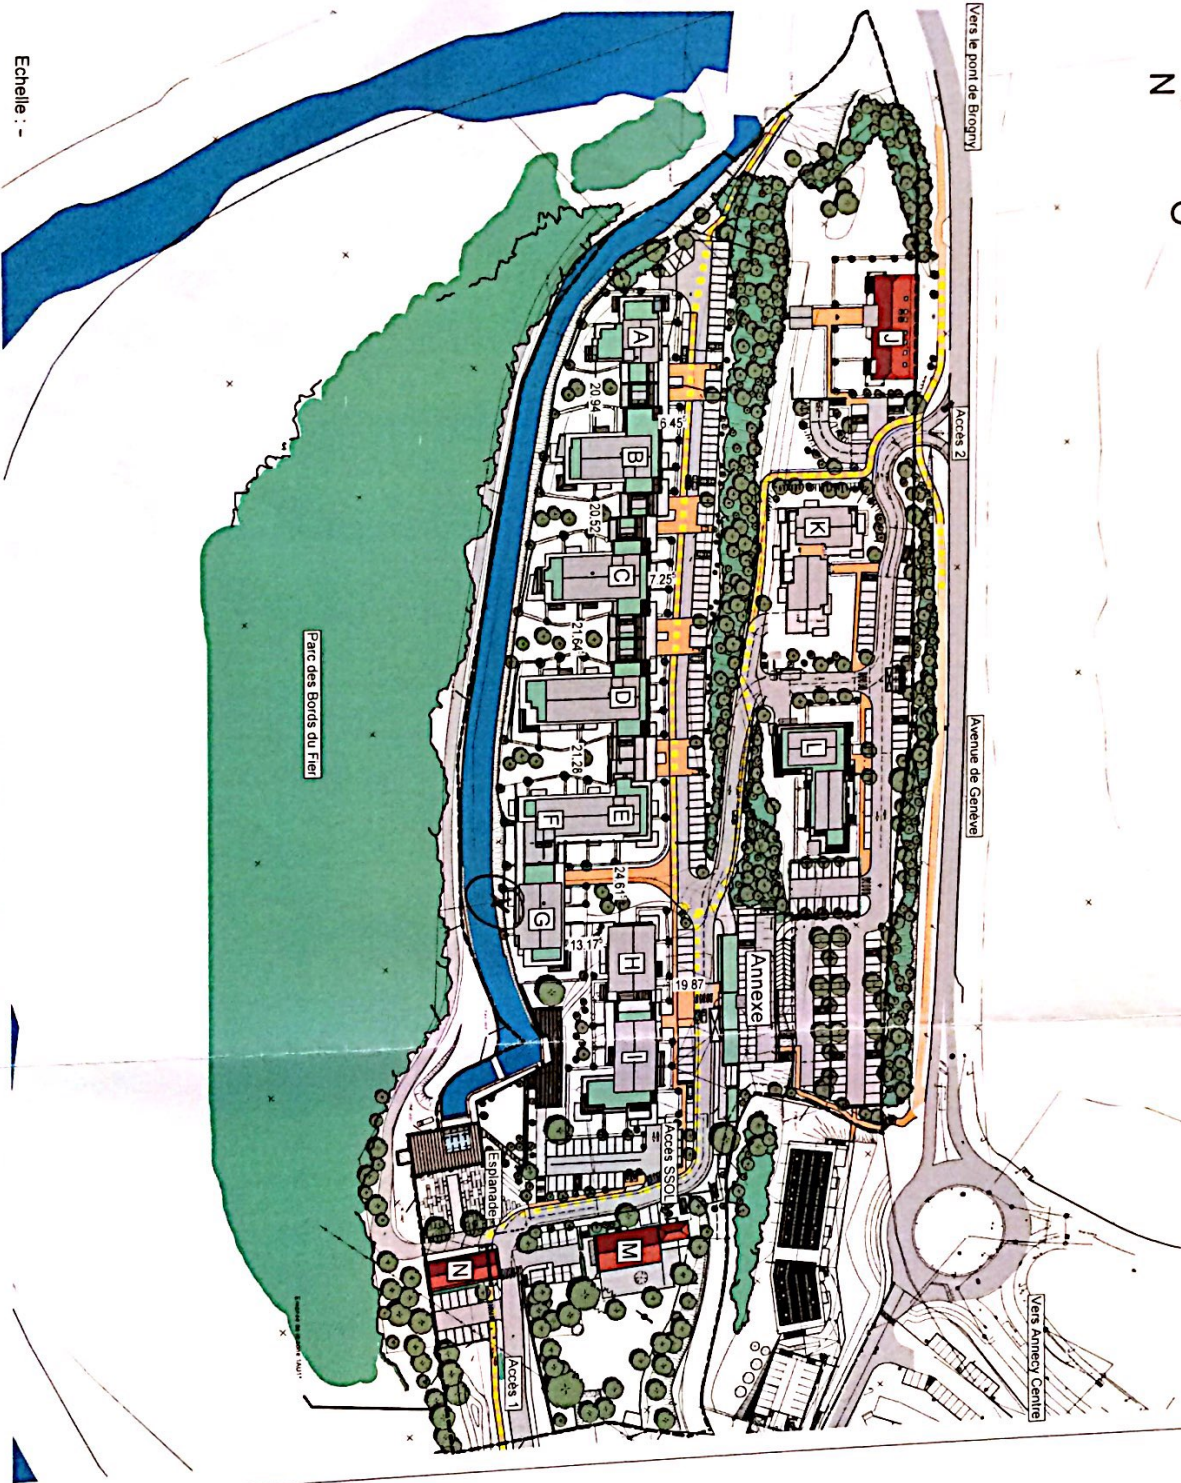 N
Vers le pont de Brogny
Echelle : -
J
Accès 2
A
20.94
6.45
B
K
20.52
C
7.25
21.64
Parc des Bords du Fier
D
L
Avenue de Genève
21.28
E
F
24.61
G
13.17
H
19.87
Annexe
I
Accès SSOL
Esplanade
M
N
Vers Annecy Centre
Accès 1